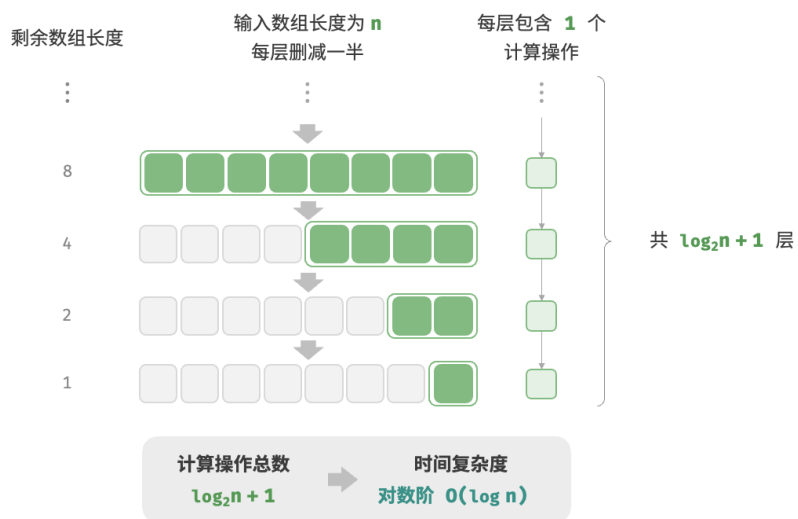 剩余数组长度
输入数组长度为 n
每层删减一半
每层包含 1 个
计算操作
8
4
2
1
共 log₂n + 1 层
计算操作总数
log₂n + 1
时间复杂度
对数阶 O(log n)